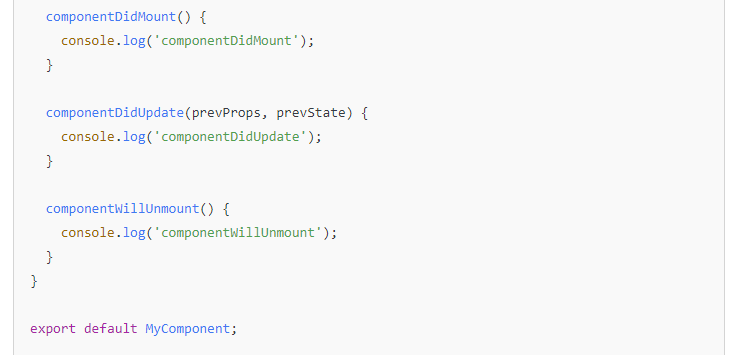 componentDidMount() {
console.log('componentDidMount');
}
componentDidUpdate(prevProps, prevState) {
console.log('componentDidUpdate');
}
componentWillUnmount() {
console.log('componentWillUnmount');
}
}
export default MyComponent;